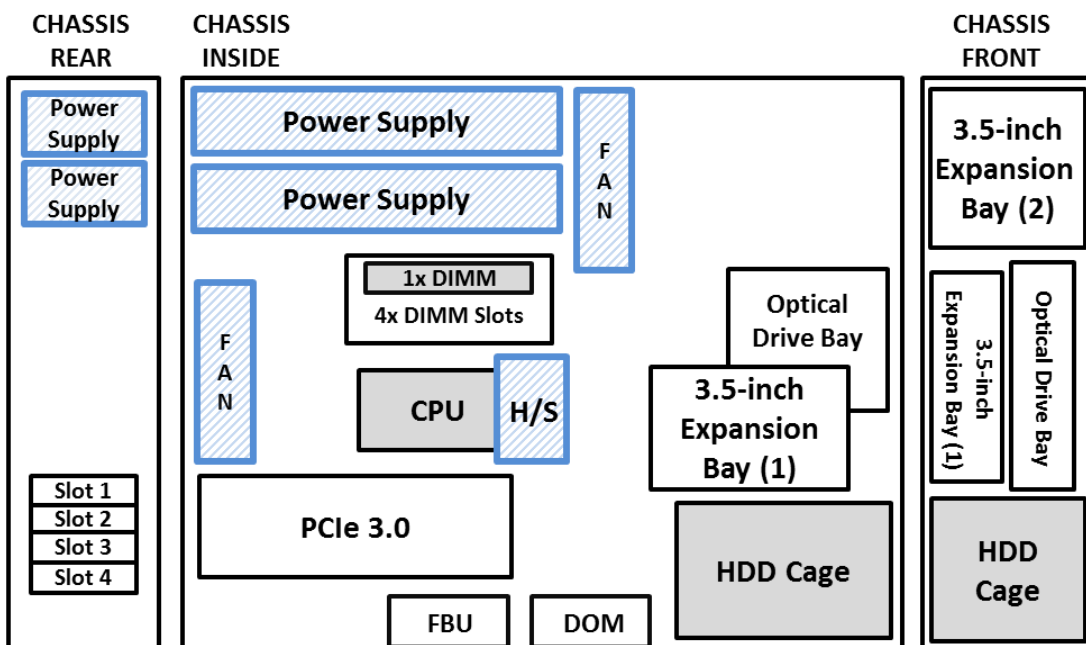 CHASSIS
REAR
Power
Supply
Power
Supply
Slot 1
Slot 2
Slot 3
Slot 4
CHASSIS
INSIDE
Power Supply
Power Supply
F
A
N
1x DIMM
4x DIMM Slots
F
A
N
CPU
H/S
Optical
Drive Bay
3.5-inch
Expansion
Bay (1)
PCIe 3.0
HDD Cage
FBU
DOM
CHASSIS
FRONT
3.5-inch
Expansion
Bay (2)
3.5-inch
Expansion Bay (1)
Optical Drive Bay
HDD
Cage